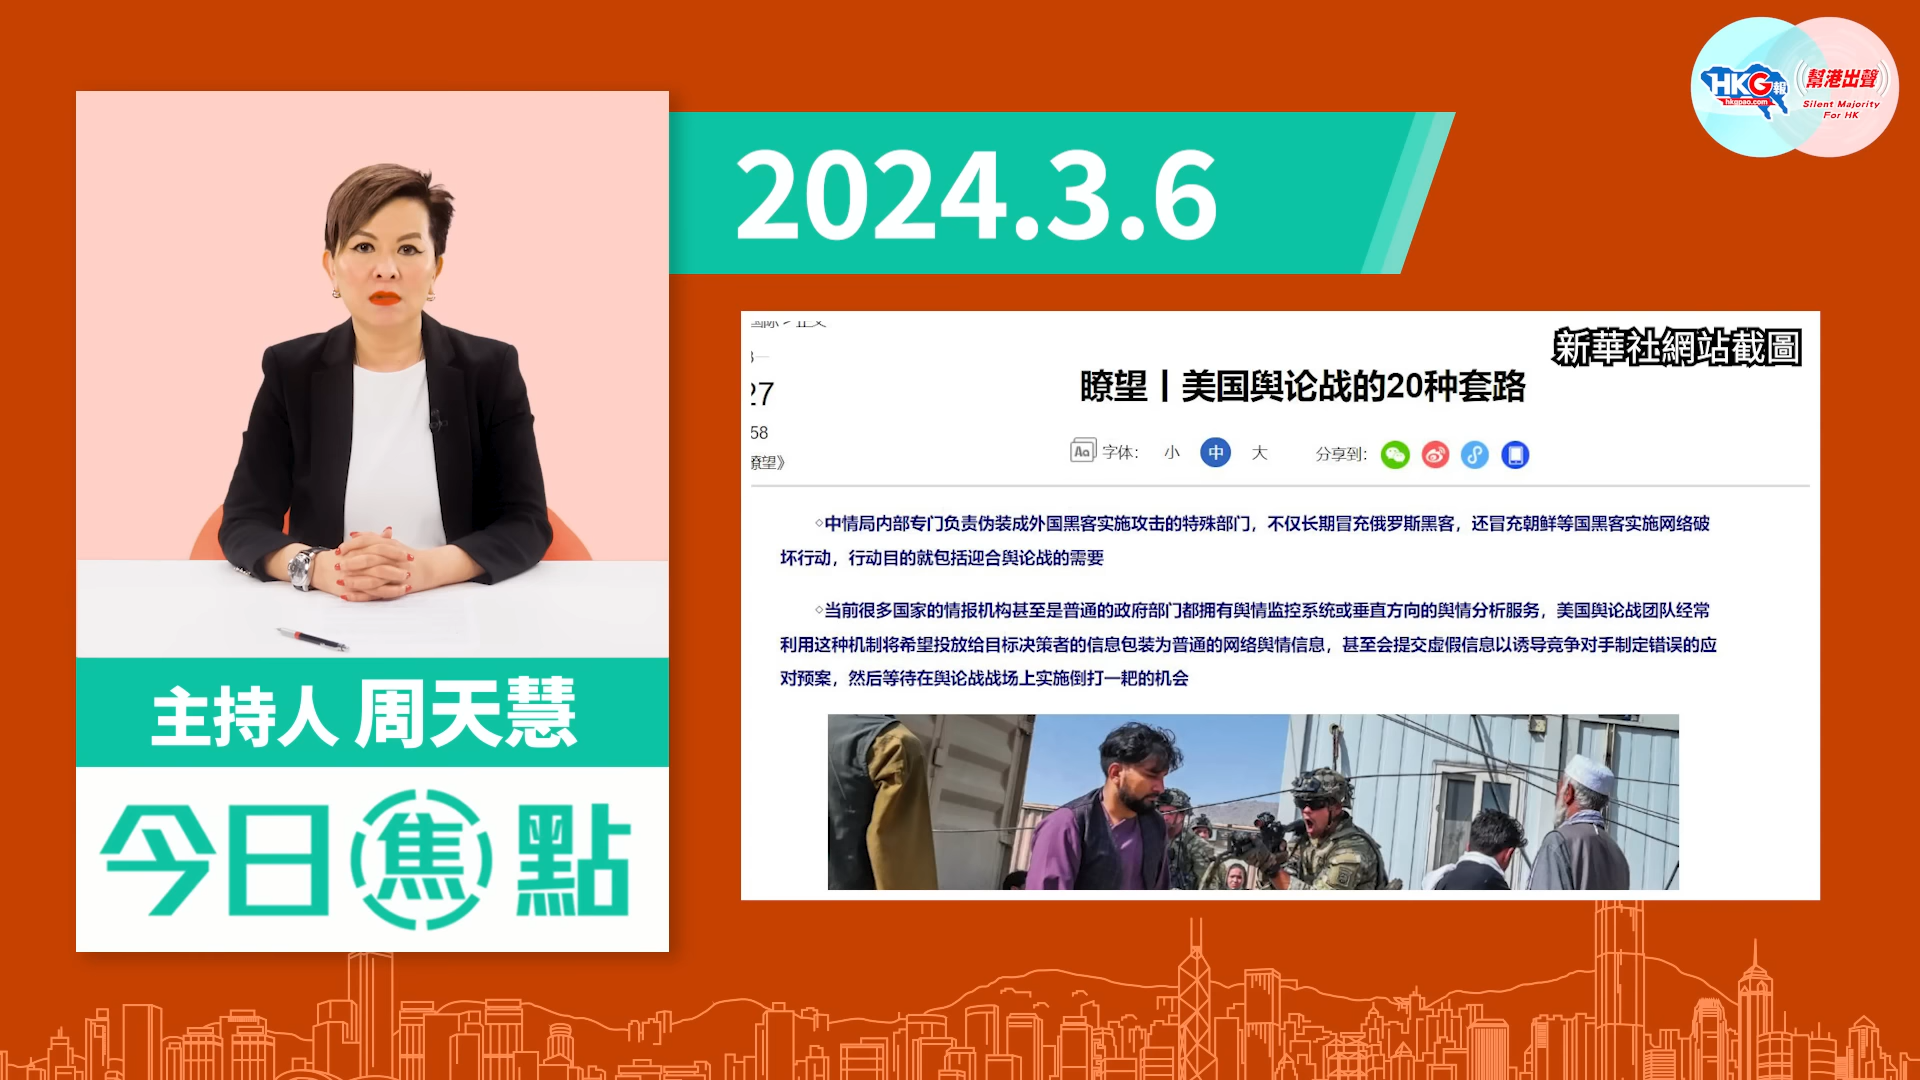 HKG報
hkgpao.com
幫港出聲
Silent Majority
For HK
2024.3.6
新華社網站截圖
27
58
瞭望》
瞭望丨美国舆论战的20种套路
字体： 小 中 大 分享到：
◇中情局内部专门负责伪装成外国黑客实施攻击的特殊部门，不仅长期冒充俄罗斯黑客，还冒充朝鲜等国黑客实施网络破
坏行动，行动目的就包括迎合舆论战的需要
◇当前很多国家的情报机构甚至是普通的政府部门都拥有舆情监控系统或垂直方向的舆情分析服务，美国舆论战团队经常
利用这种机制将希望投放给目标决策者的信息包装为普通的网络舆情信息，甚至会提交虚假信息以诱导竞争对手制定错误的应
对预案，然后等待在舆论战战场上实施倒打一耙的机会
主持人 周天慧
今日焦點